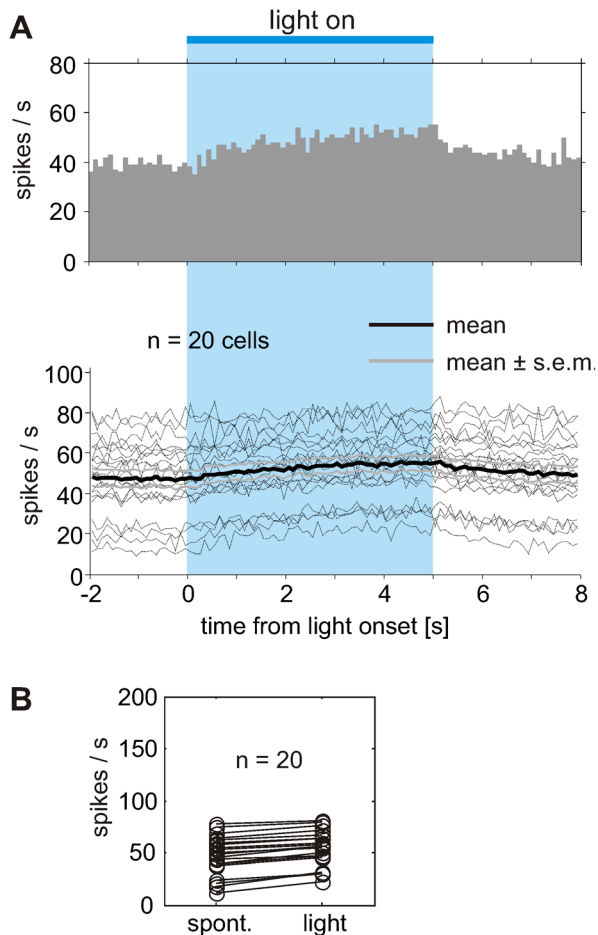 A
light on
80
60
40
20
0
spikes / s
n = 20 cells
mean
mean ± s.e.m.
100
80
60
40
20
0
spikes / s
-2 0 2 4 6 8
time from light onset [s]
B
200
150
100
50
0
spikes / s
n = 20
spont. light